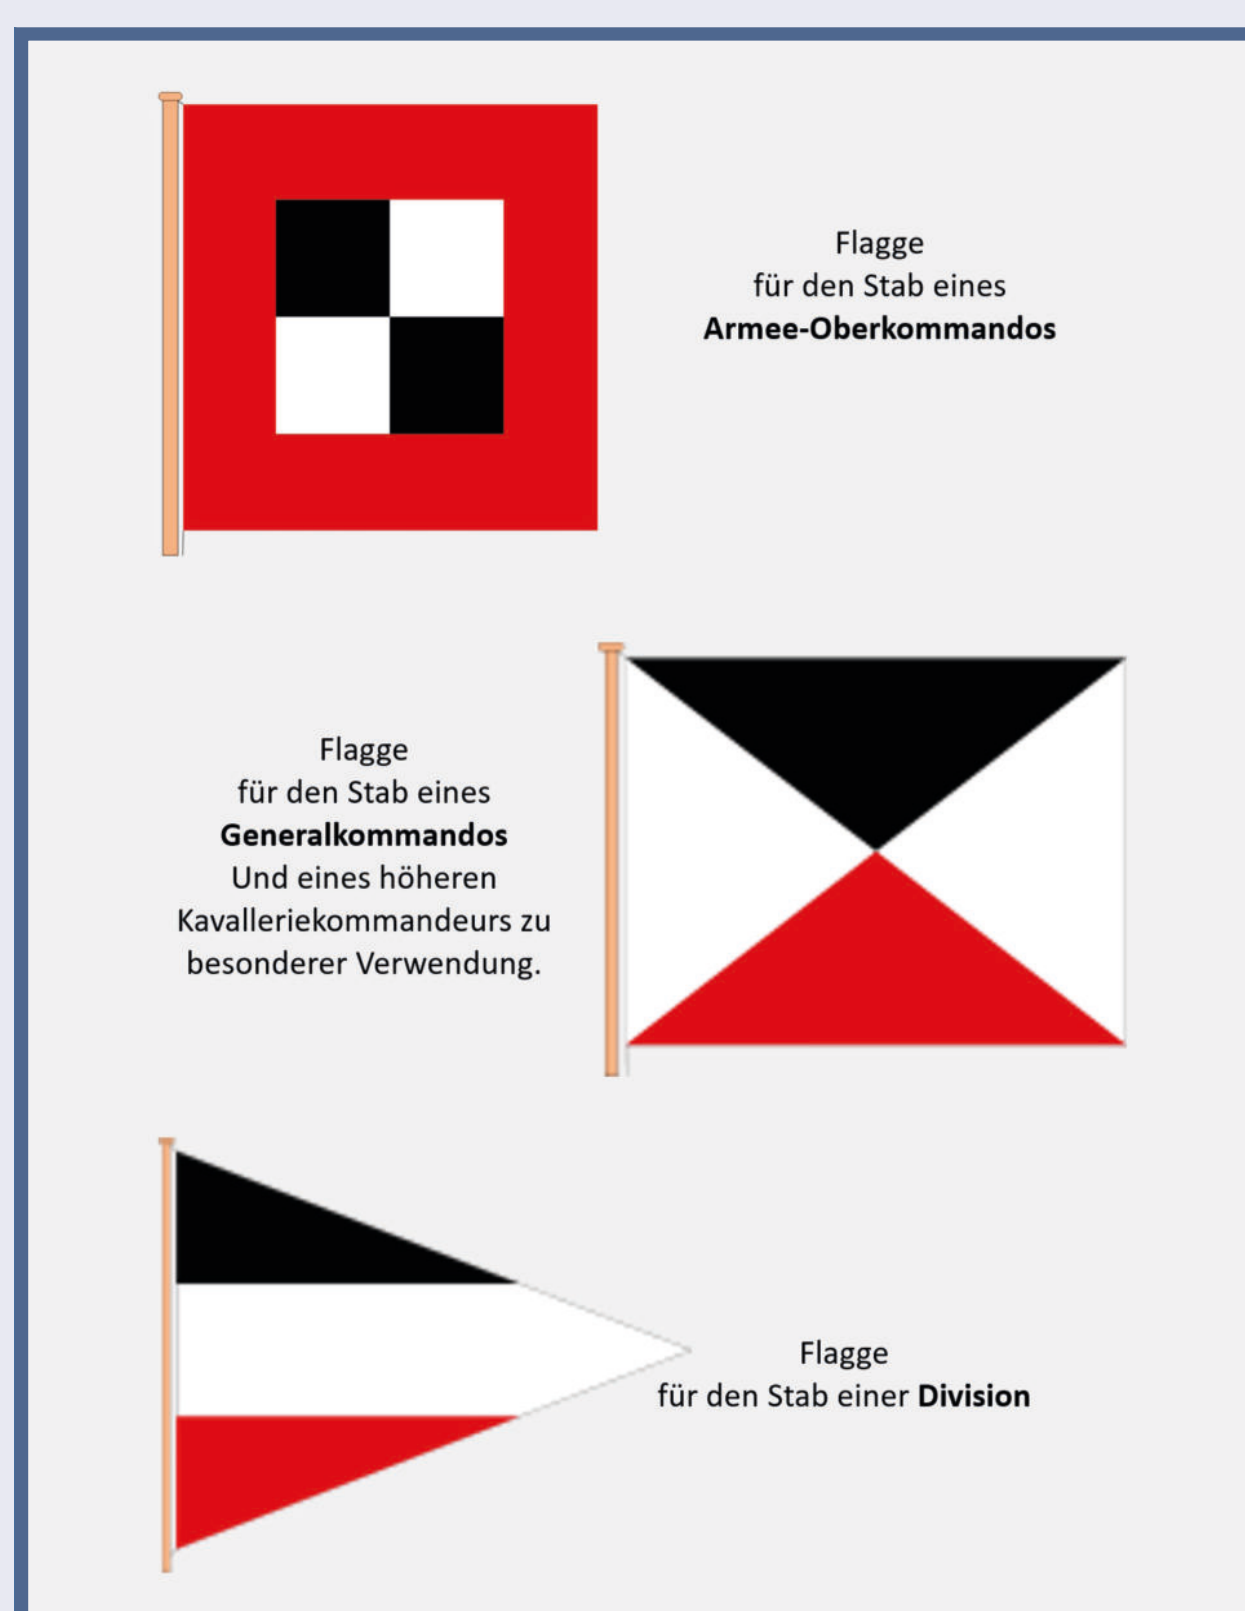 Flagge
für den Stab eines
Armee-Oberkommandos
Flagge
für den Stab eines
Generalkommandos
Und eines höheren
Kavalleriekommandeurs zu
besonderer Verwendung.
Flagge
für den Stab einer Division